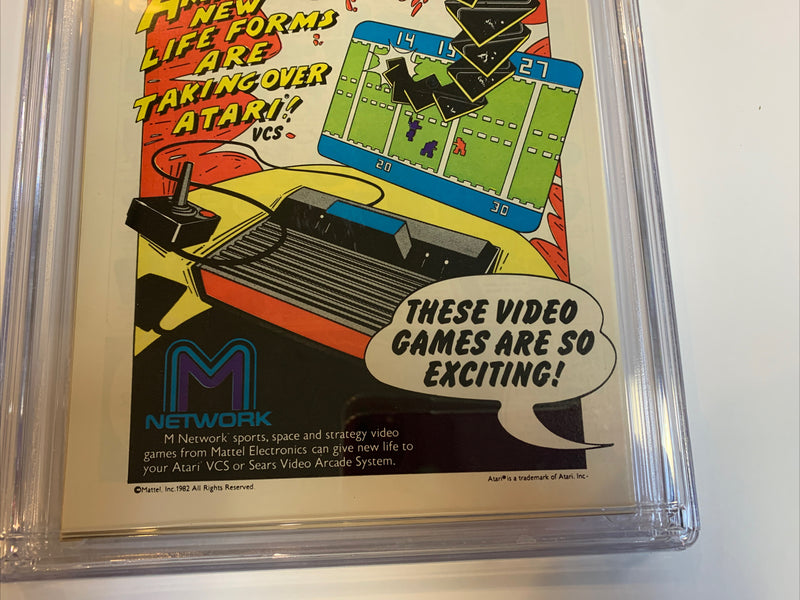 NEW
LIFE FORMS
ARE
TAKING OVER
ATARI!
VCS
14 15 27
20
30
THESE VIDEO
GAMES ARE SO
EXCITING!
M
NETWORK
M Network sports, space and strategy video
games from Mattel Electronics can give new life to
your Atari® VCS or Sears Video Arcade System.
©Mattel, Inc. 1982 All Rights Reserved.
Atari® is a trademark of Atari, Inc.